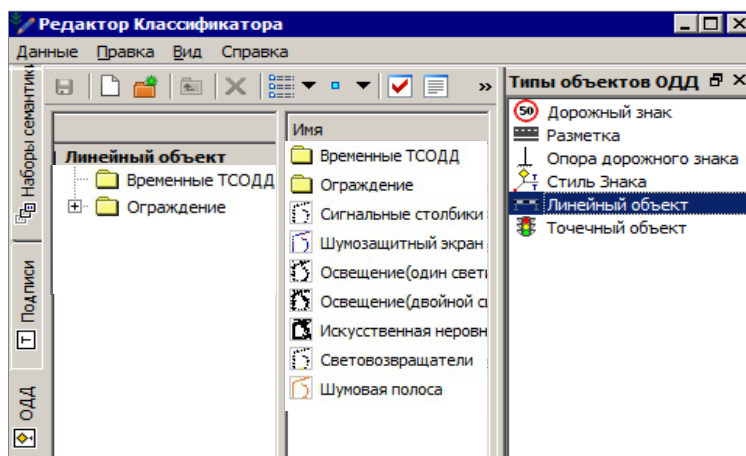 Редактор Классификатора
Данные Правка Вид Справка
Наборы семантики
Подписи
ОДД
Линейный объект
Временные ТСОДД
Ограждение
Имя
Временные ТСОДД
Ограждение
Сигнальные столбики
Шумозащитный экран
Освещение(один свети
Освещение(двойной с
Искусственная неровн
Световозвращатели
Шумовая полоса
Типы объектов ОДД
50 Дорожный знак
Разметка
Опора дорожного знака
Стиль Знака
Линейный объект
Точечный объект